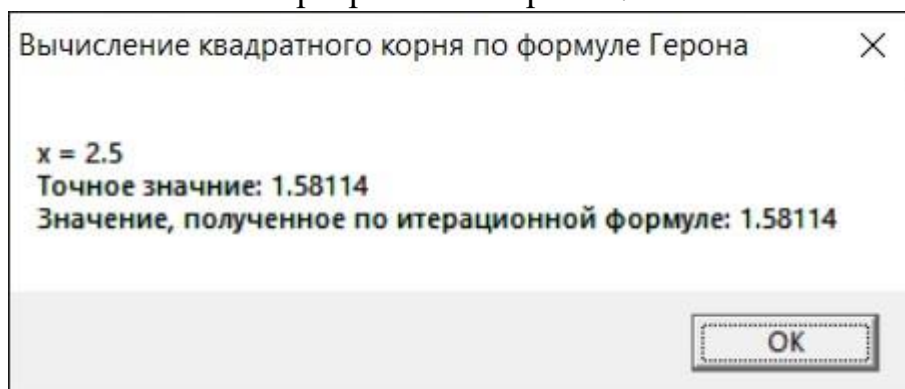 Вычисление квадратного корня по формуле Герона
x = 2.5
Точное значние: 1.58114
Значение, полученное по итерационной формуле: 1.58114
OK